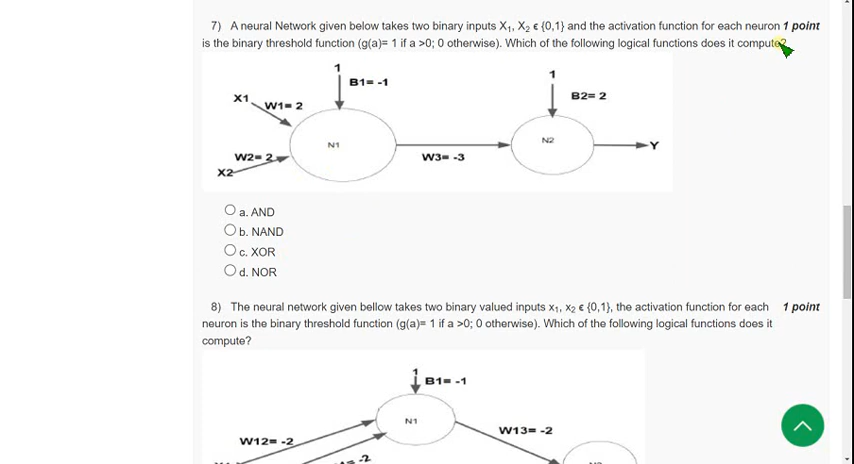 7) A neural Network given below takes two binary inputs X1, X2 ϵ {0,1} and the activation function for each neuron 1 point
is the binary threshold function (g(a)= 1 if a >0; 0 otherwise). Which of the following logical functions does it compute?
1
B1= -1
1
B2= 2
X1
W1= 2
N1
N2
Y
W2= 2
W3= -3
X2
a. AND
b. NAND
c. XOR
d. NOR
8) The neural network given bellow takes two binary valued inputs x1, x2 ϵ {0,1}, the activation function for each 1 point
neuron is the binary threshold function (g(a)= 1 if a >0; 0 otherwise). Which of the following logical functions does it
compute?
1
B1= -1
N1
W13= -2
W12= -2